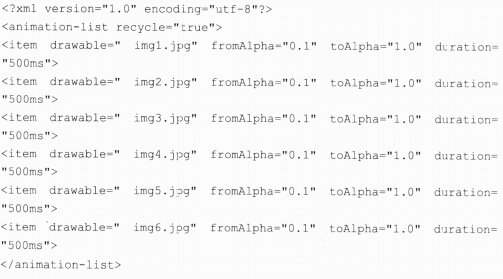 <?xml version="1.0" encoding="utf-8"?>
<animation-list recycle="true">
<item drawable=" img1.jpg" fromAlpha="0.1" toAlpha="1.0" duration=
"500ms">
<item drawable=" img2.jpg" fromAlpha="0.1" toAlpha="1.0" duration=
"500ms">
<item drawable=" img3.jpg" fromAlpha="0.1" toAlpha="1.0" duration=
"500ms">
<item drawable=" img4.jpg" fromAlpha="0.1" toAlpha="1.0" duration=
"500ms">
<item drawable=" img5.jpg" fromAlpha="0.1" toAlpha="1.0" duration=
"500ms">
<item drawable=" img6.jpg" fromAlpha="0.1" toAlpha="1.0" duration=
"500ms">
</animation-list>